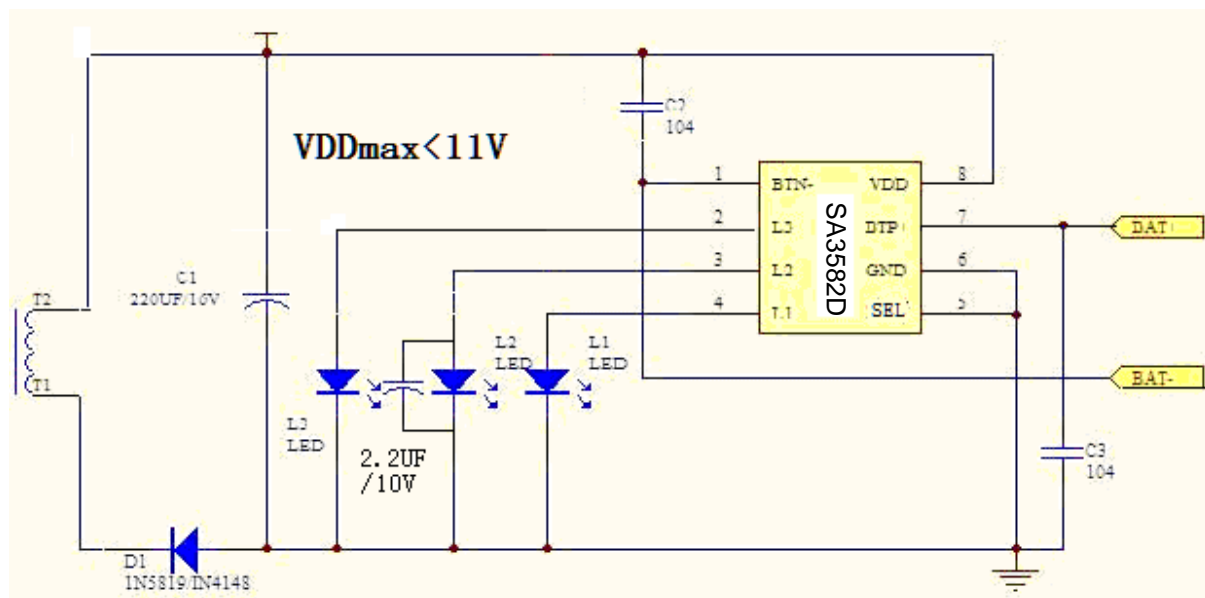 C2
104
VDDmax<11V
1 BTN- VDD 8
2 L3 BTP+ 7
3 L2 GND 6
4 L1 SEL 5
SA3582D
BAT+
BAT-
C1
220UF/16V
T2
T1
L2
LED
L1
LED
L3
LED
2.2UF
/10V
C3
104
D1
1N5819/IN4148